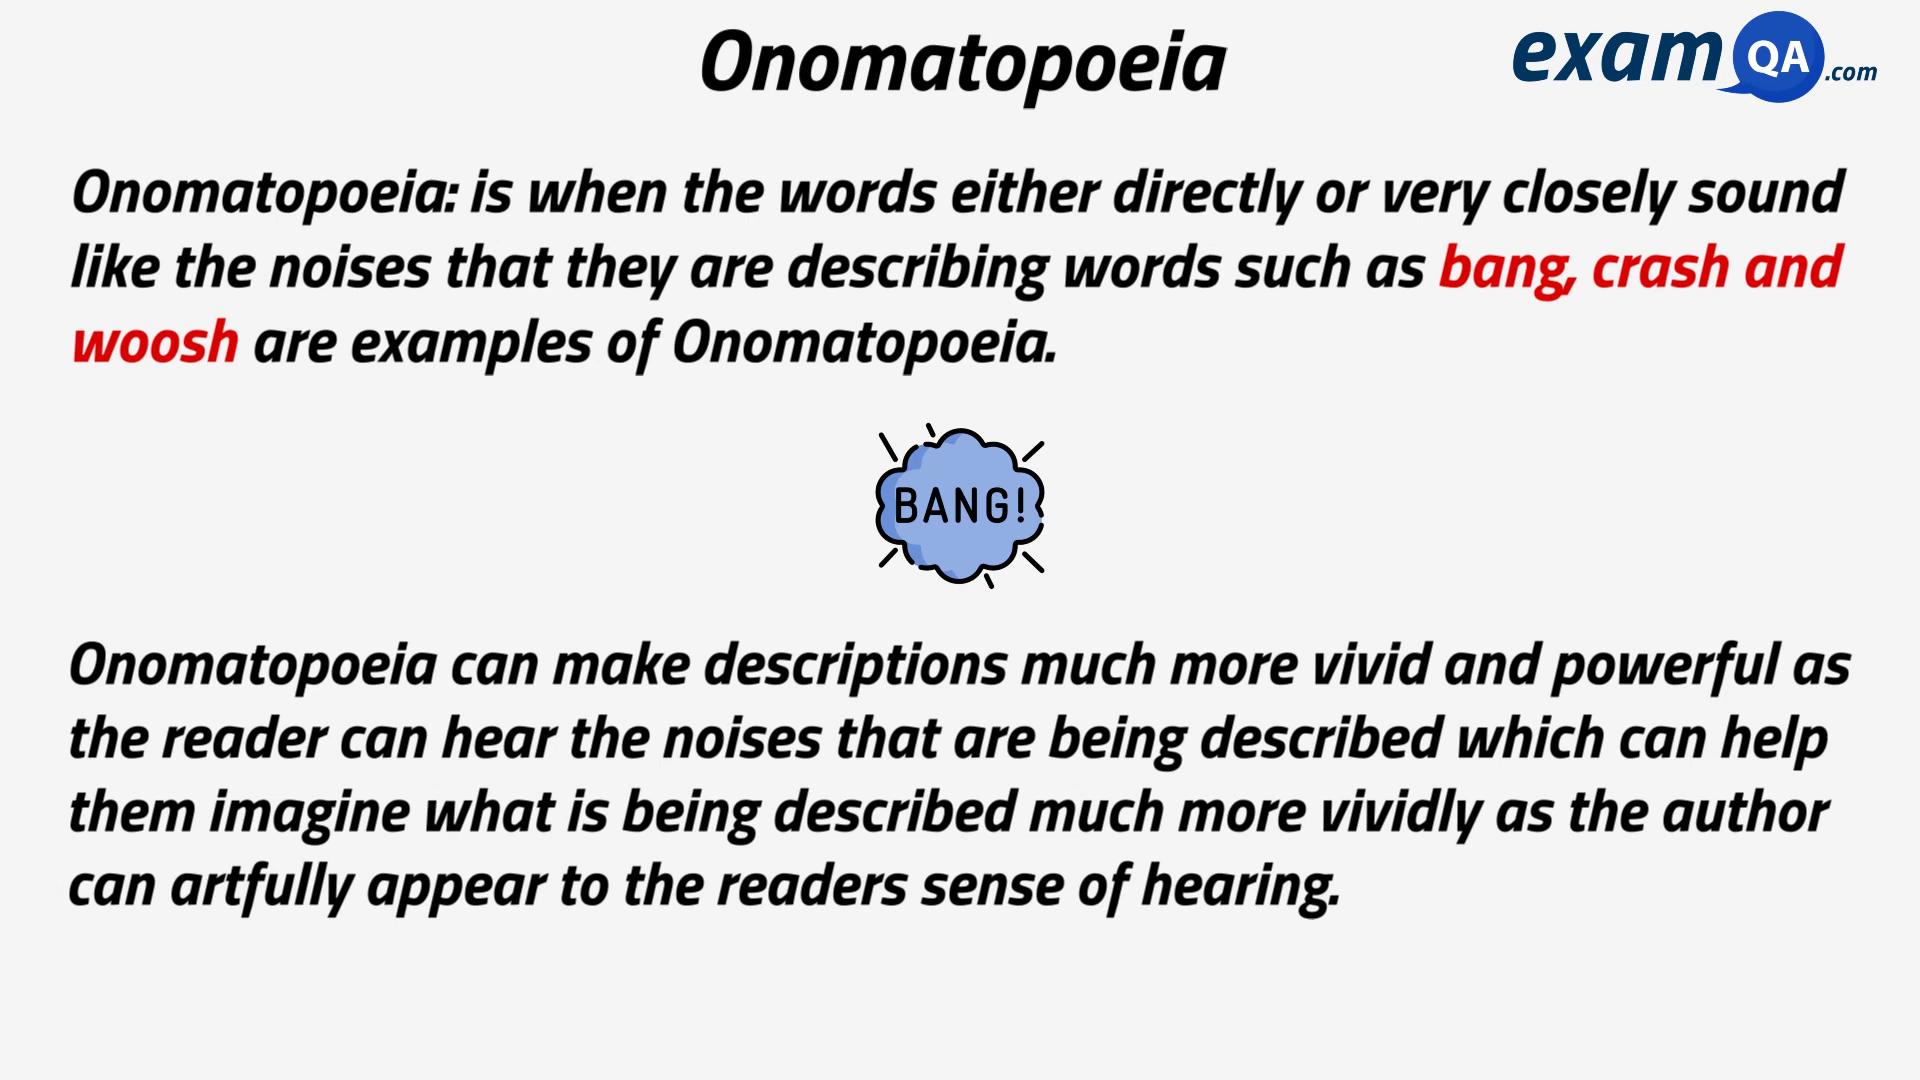 Onomatopoeia
examQA.com
Onomatopoeia: is when the words either directly or very closely sound
like the noises that they are describing words such as bang, crash and
woosh are examples of Onomatopoeia.
BANG!
Onomatopoeia can make descriptions much more vivid and powerful as
the reader can hear the noises that are being described which can help
them imagine what is being described much more vividly as the author
can artfully appear to the readers sense of hearing.